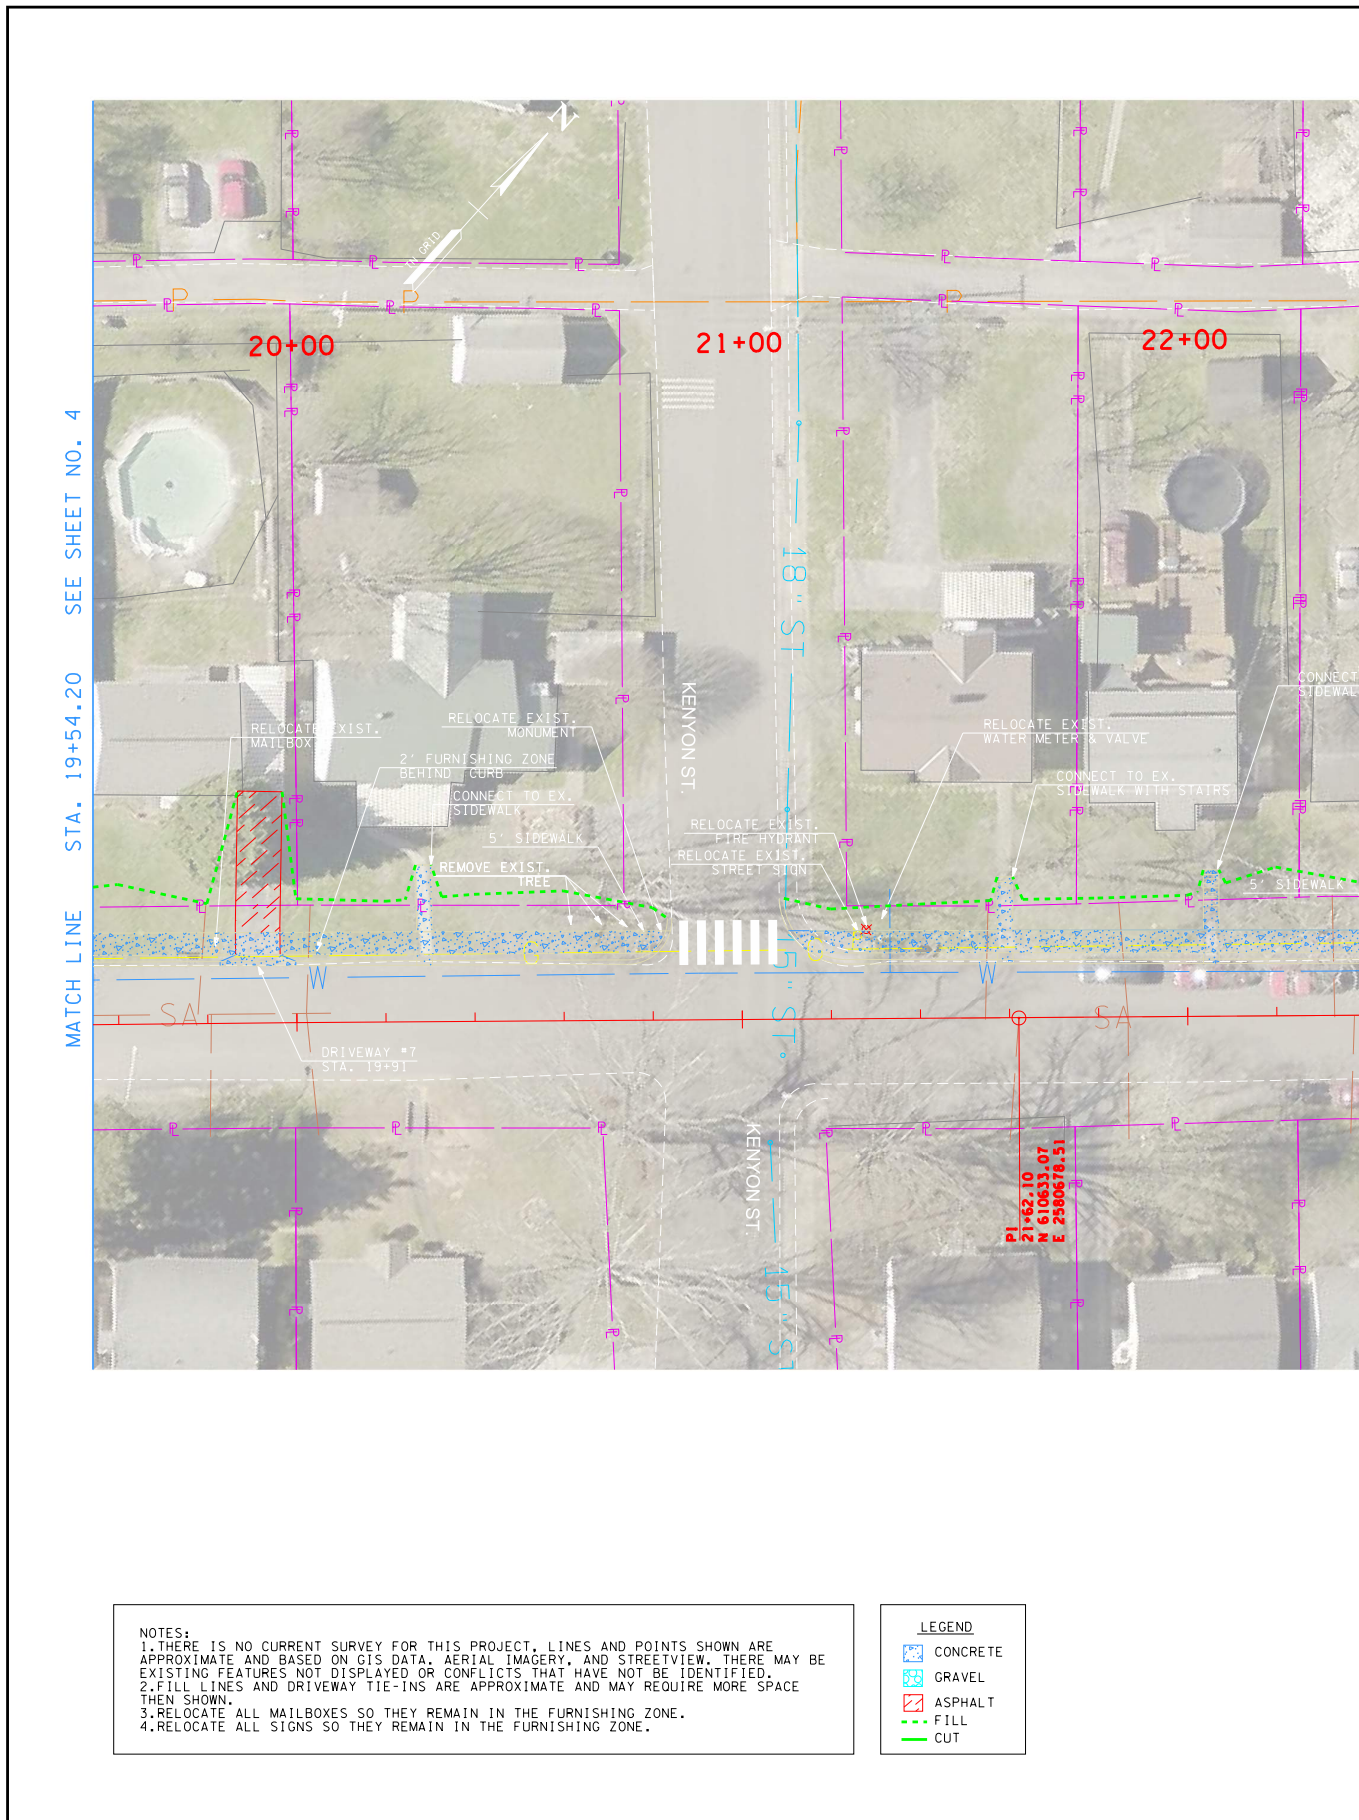 N
GRID
P
P
P
20+00
21+00
22+00
MATCH LINE STA. 19+54.20 SEE SHEET NO. 4
18" ST
KENYON ST.
RELOCATE EXIST.
MAILBOX
RELOCATE EXIST.
MONUMENT
2' FURNISHING ZONE
BEHIND CURB
CONNECT TO EX.
SIDEWALK
5' SIDEWALK
REMOVE EXIST.
TREE
RELOCATE EXIST.
FIRE HYDRANT
RELOCATE EXIST.
STREET SIGN
RELOCATE EXIST.
WATER METER & VALVE
CONNECT TO EX.
SIDEWALK WITH STAIRS
CONNECT
SIDEWAL
5' SIDEWALK
G
G
W
W
SA
SA
15" ST
DRIVEWAY #7
STA. 19+91
KENYON ST.
15" ST
PI
21+62.10
N 610633.07
E 2580678.51
NOTES:
1.THERE IS NO CURRENT SURVEY FOR THIS PROJECT. LINES AND POINTS SHOWN ARE
APPROXIMATE AND BASED ON GIS DATA, AERIAL IMAGERY, AND STREETVIEW. THERE MAY BE
EXISTING FEATURES NOT DISPLAYED OR CONFLICTS THAT HAVE NOT BE IDENTIFIED.
2.FILL LINES AND DRIVEWAY TIE-INS ARE APPROXIMATE AND MAY REQUIRE MORE SPACE
THEN SHOWN.
3.RELOCATE ALL MAILBOXES SO THEY REMAIN IN THE FURNISHING ZONE.
4.RELOCATE ALL SIGNS SO THEY REMAIN IN THE FURNISHING ZONE.
LEGEND
CONCRETE
GRAVEL
ASPHALT
FILL
CUT